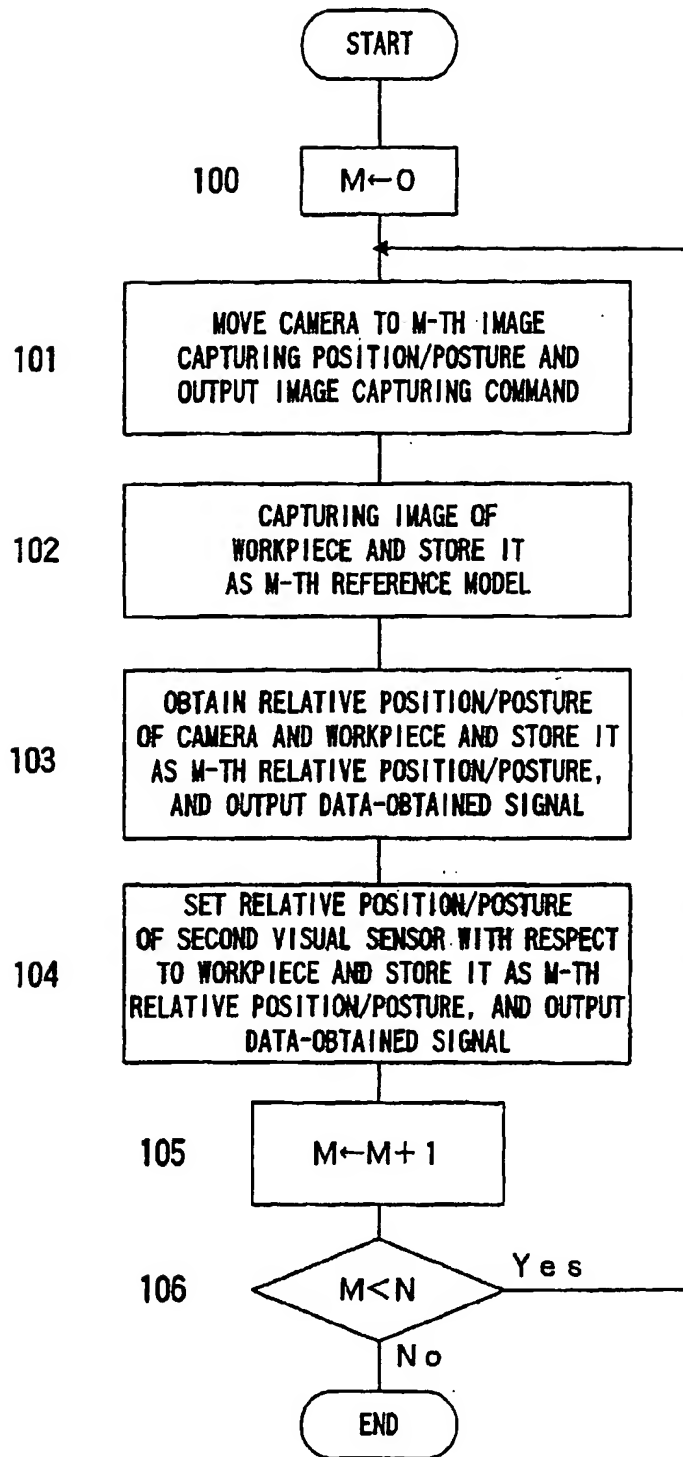 START
100
M←0
101
MOVE CAMERA TO M-TH IMAGE
CAPTURING POSITION/POSTURE AND
OUTPUT IMAGE CAPTURING COMMAND
102
CAPTURING IMAGE OF
WORKPIECE AND STORE IT
AS M-TH REFERENCE MODEL
103
OBTAIN RELATIVE POSITION/POSTURE
OF CAMERA AND WORKPIECE AND STORE IT
AS M-TH RELATIVE POSITION/POSTURE,
AND OUTPUT DATA-OBTAINED SIGNAL
104
SET RELATIVE POSITION/POSTURE
OF SECOND VISUAL SENSOR WITH RESPECT
TO WORKPIECE AND STORE IT AS M-TH
RELATIVE POSITION/POSTURE, AND OUTPUT
DATA-OBTAINED SIGNAL
105
M←M+1
106
M<N
Yes
No
END